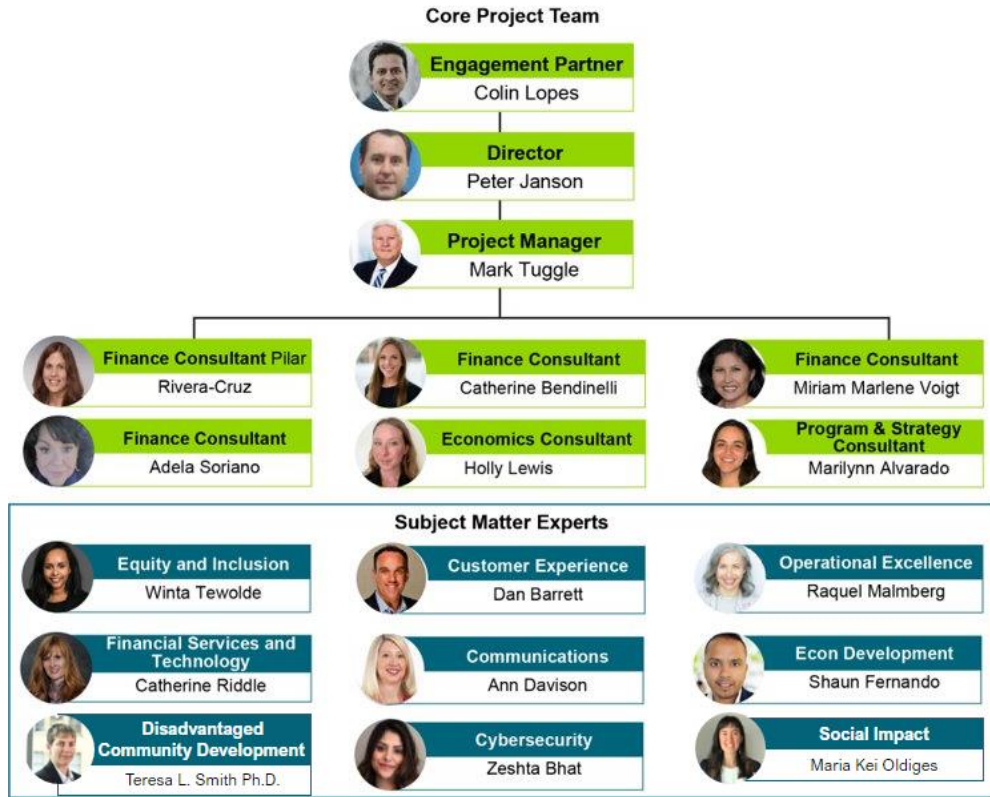 Core Project Team
Engagement Partner
Colin Lopes
Director
Peter Janson
Project Manager
Mark Tuggle
Finance Consultant Pilar
Rivera-Cruz
Finance Consultant
Catherine Bendinelli
Finance Consultant
Miriam Marlene Voigt
Finance Consultant
Adela Soriano
Economics Consultant
Holly Lewis
Program & Strategy
Consultant
Marilynn Alvarado
Subject Matter Experts
Equity and Inclusion
Winta Tewolde
Customer Experience
Dan Barrett
Operational Excellence
Raquel Malmberg
Financial Services and
Technology
Catherine Riddle
Communications
Ann Davison
Econ Development
Shaun Fernando
Disadvantaged
Community Development
Teresa L. Smith Ph.D.
Cybersecurity
Zeshta Bhat
Social Impact
Maria Kei Oldiges